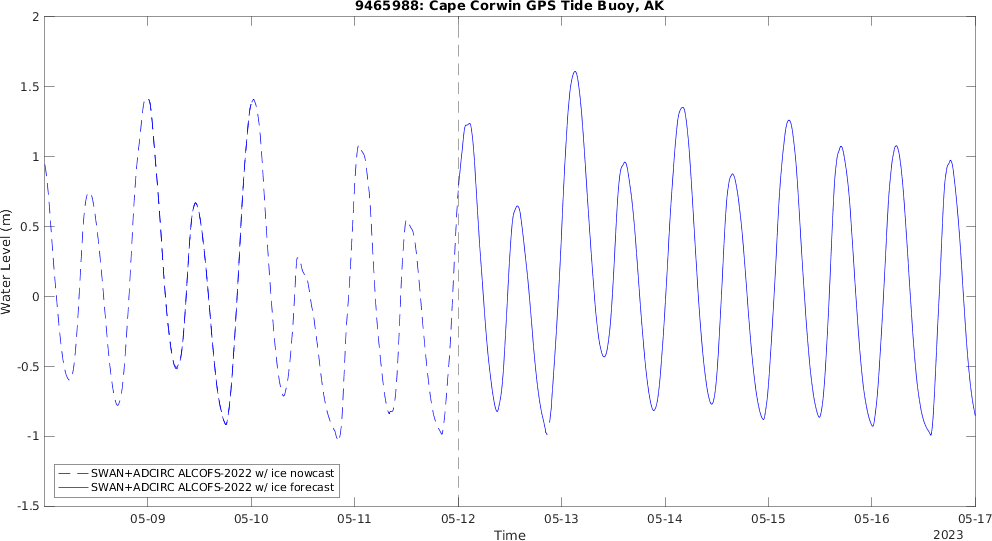 9465988: Cape Corwin GPS Tide Buoy, AK
2
1.5
1
0.5
0
-0.5
-1
-1.5
Water Level (m)
SWAN+ADCIRC ALCOFS-2022 w/ ice nowcast
SWAN+ADCIRC ALCOFS-2022 w/ ice forecast
05-09 05-10 05-11 05-12 05-13 05-14 05-15 05-16 05-17
Time
2023